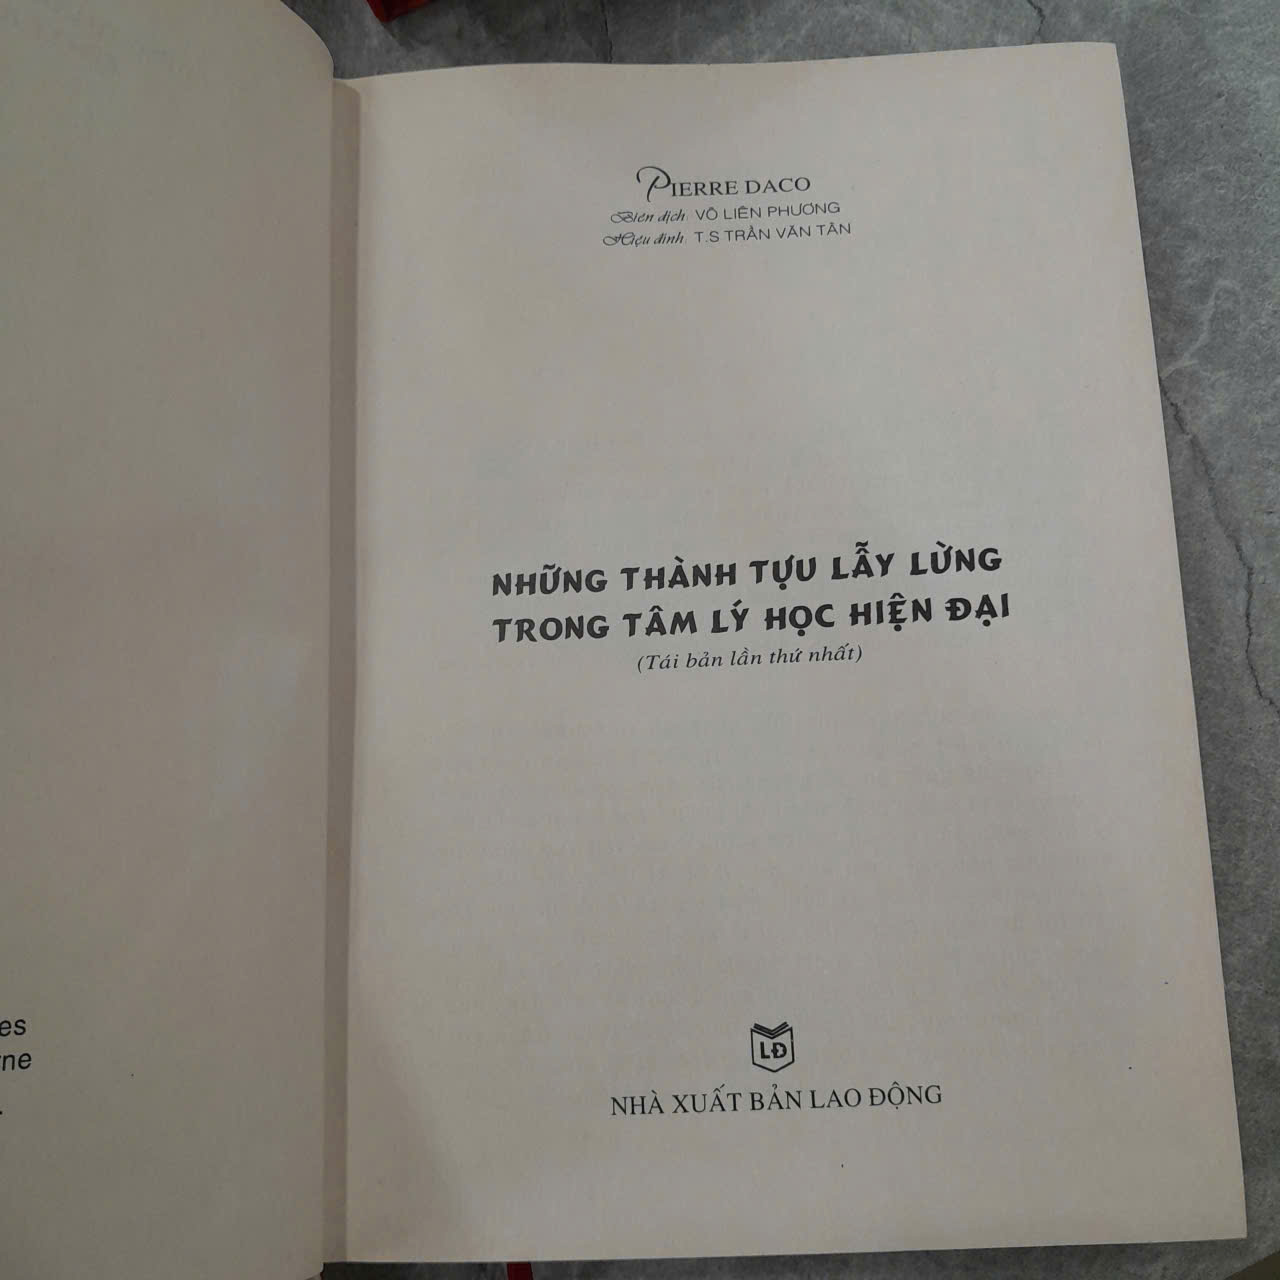 PIERRE DACO
Biên dịch: VÕ LIÊN PHƯƠNG
Hiệu đính: T.S TRẦN VĂN TÂN
NHỮNG THÀNH TỰU LẪY LỪNG
TRONG TÂM LÝ HỌC HIỆN ĐẠI
(Tái bản lần thứ nhất)
LĐ
NHÀ XUẤT BẢN LAO ĐỘNG